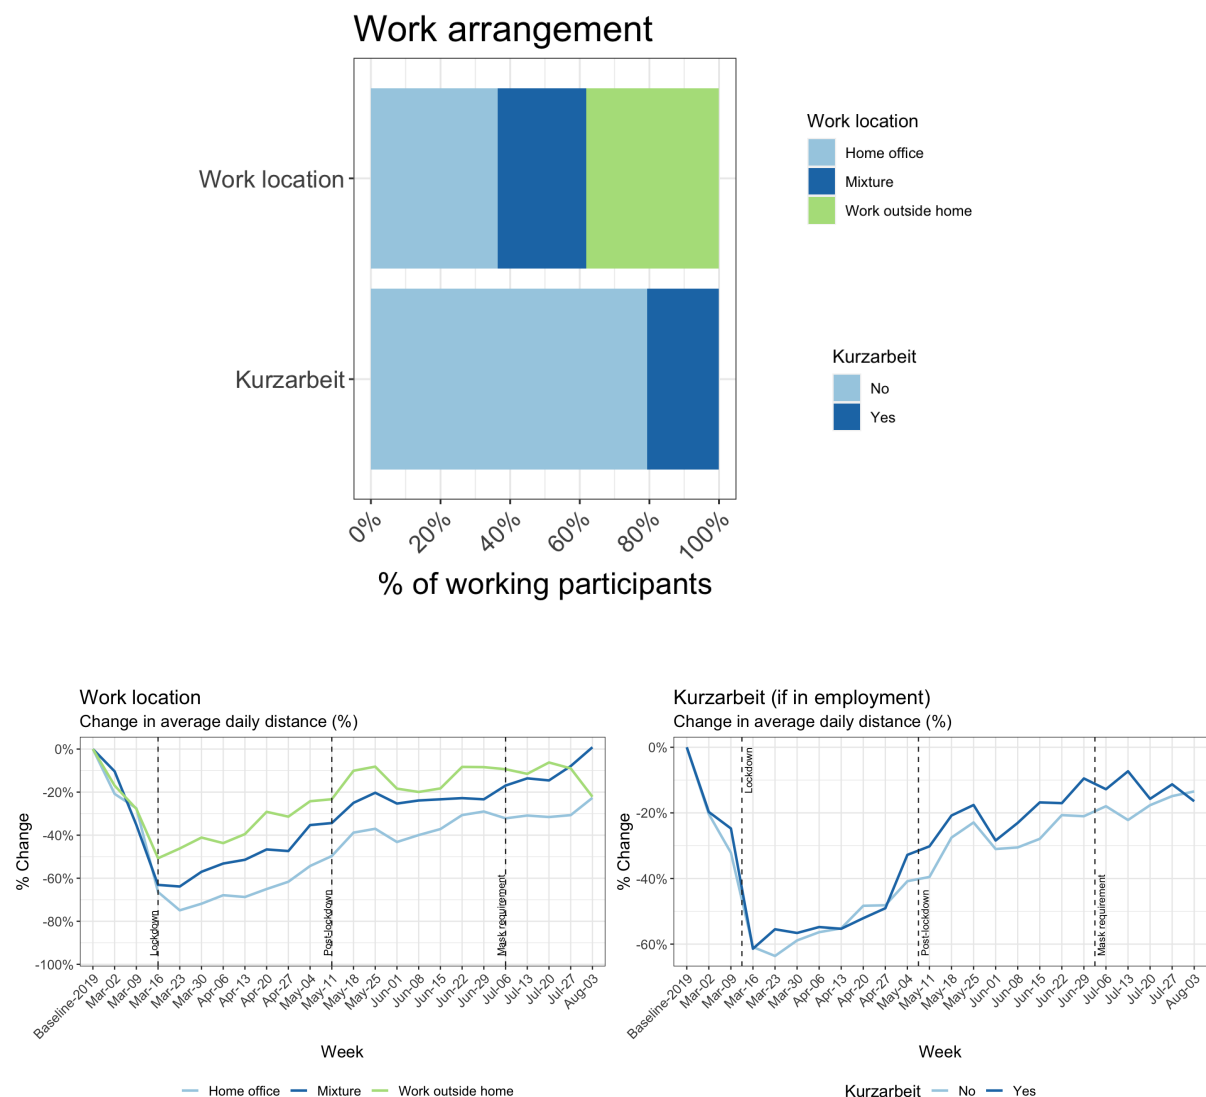 Work arrangement
Work location
Kurzarbeit
0%
20%
40%
60%
80%
100%
% of working participants
Work location
Home office
Mixture
Work outside home
Kurzarbeit
No
Yes
Work location
Change in average daily distance (%)
% Change
0%
-20%
-40%
-60%
-80%
-100%
Lockdown
Post-lockdown
Mask requirement
Baseline-2019
Mar-02
Mar-09
Mar-16
Mar-23
Mar-30
Apr-06
Apr-13
Apr-20
Apr-27
May-04
May-11
May-18
May-25
Jun-01
Jun-08
Jun-15
Jun-22
Jun-29
Jul-06
Jul-13
Jul-20
Jul-27
Aug-03
Week
Home office
Mixture
Work outside home
Kurzarbeit (if in employment)
Change in average daily distance (%)
% Change
0%
-20%
-40%
-60%
Lockdown
Post-lockdown
Mask requirement
Baseline-2019
Mar-02
Mar-09
Mar-16
Mar-23
Mar-30
Apr-06
Apr-13
Apr-20
Apr-27
May-04
May-11
May-18
May-25
Jun-01
Jun-08
Jun-15
Jun-22
Jun-29
Jul-06
Jul-13
Jul-20
Jul-27
Aug-03
Week
Kurzarbeit
No
Yes